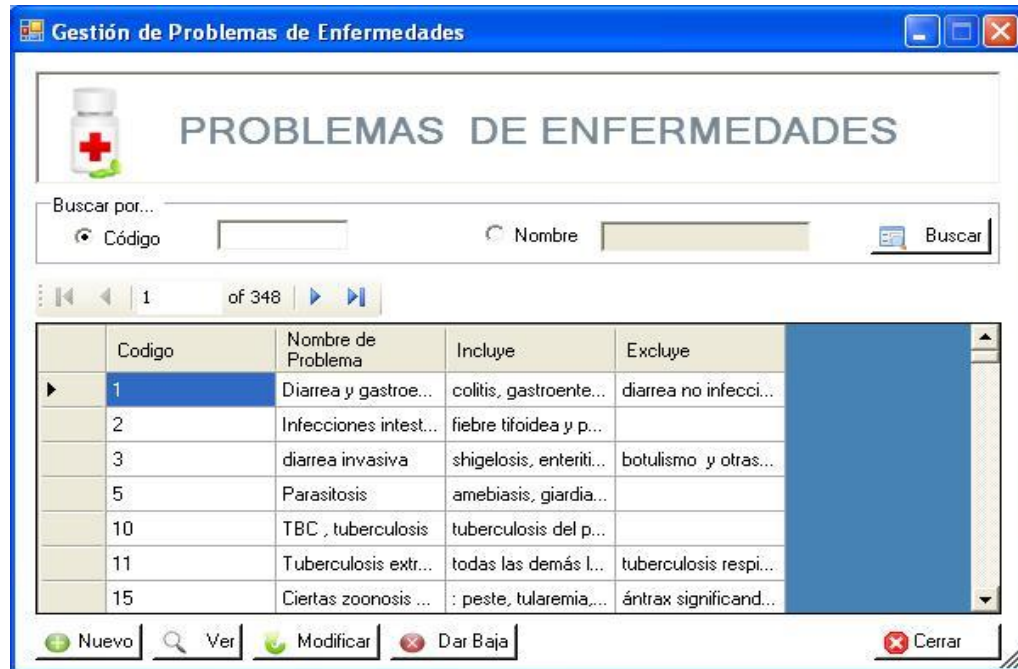 Gestión de Problemas de Enfermedades
PROBLEMAS DE ENFERMEDADES
Buscar por...
Código Nombre Buscar
1 of 348
Codigo Nombre de Problema Incluye Excluye
1 Diarrea y gastroe... colitis, gastroente... diarrea no infecci...
2 Infecciones intest... fiebre tifoidea y p...
3 diarrea invasiva shigelosis, enteriti... botulismo y otras...
5 Parasitosis amebiasis, giardia...
10 TBC , tuberculosis tuberculosis del p...
11 Tuberculosis extr... todas las demás l... tuberculosis respi...
15 Ciertas zoonosis ... : peste, tularemia,... ántrax significand...
Nuevo Ver Modificar Dar Baja Cerrar